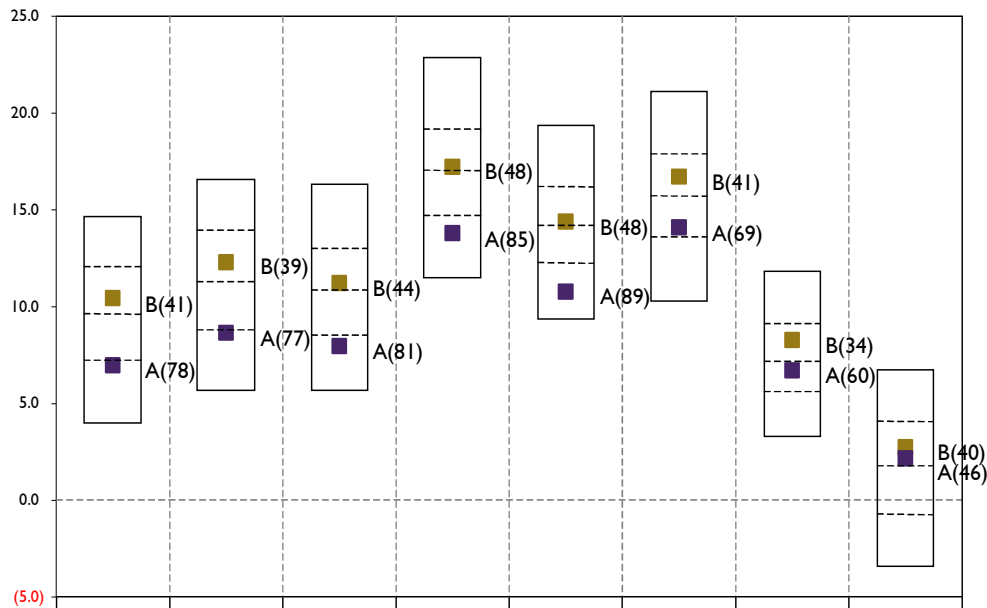 25.0
20.0
15.0
10.0
5.0
0.0
(5.0)
B(41)
A(78)
B(39)
A(77)
B(44)
A(81)
B(48)
A(85)
B(48)
A(89)
B(41)
A(69)
B(34)
A(60)
B(40)
A(46)